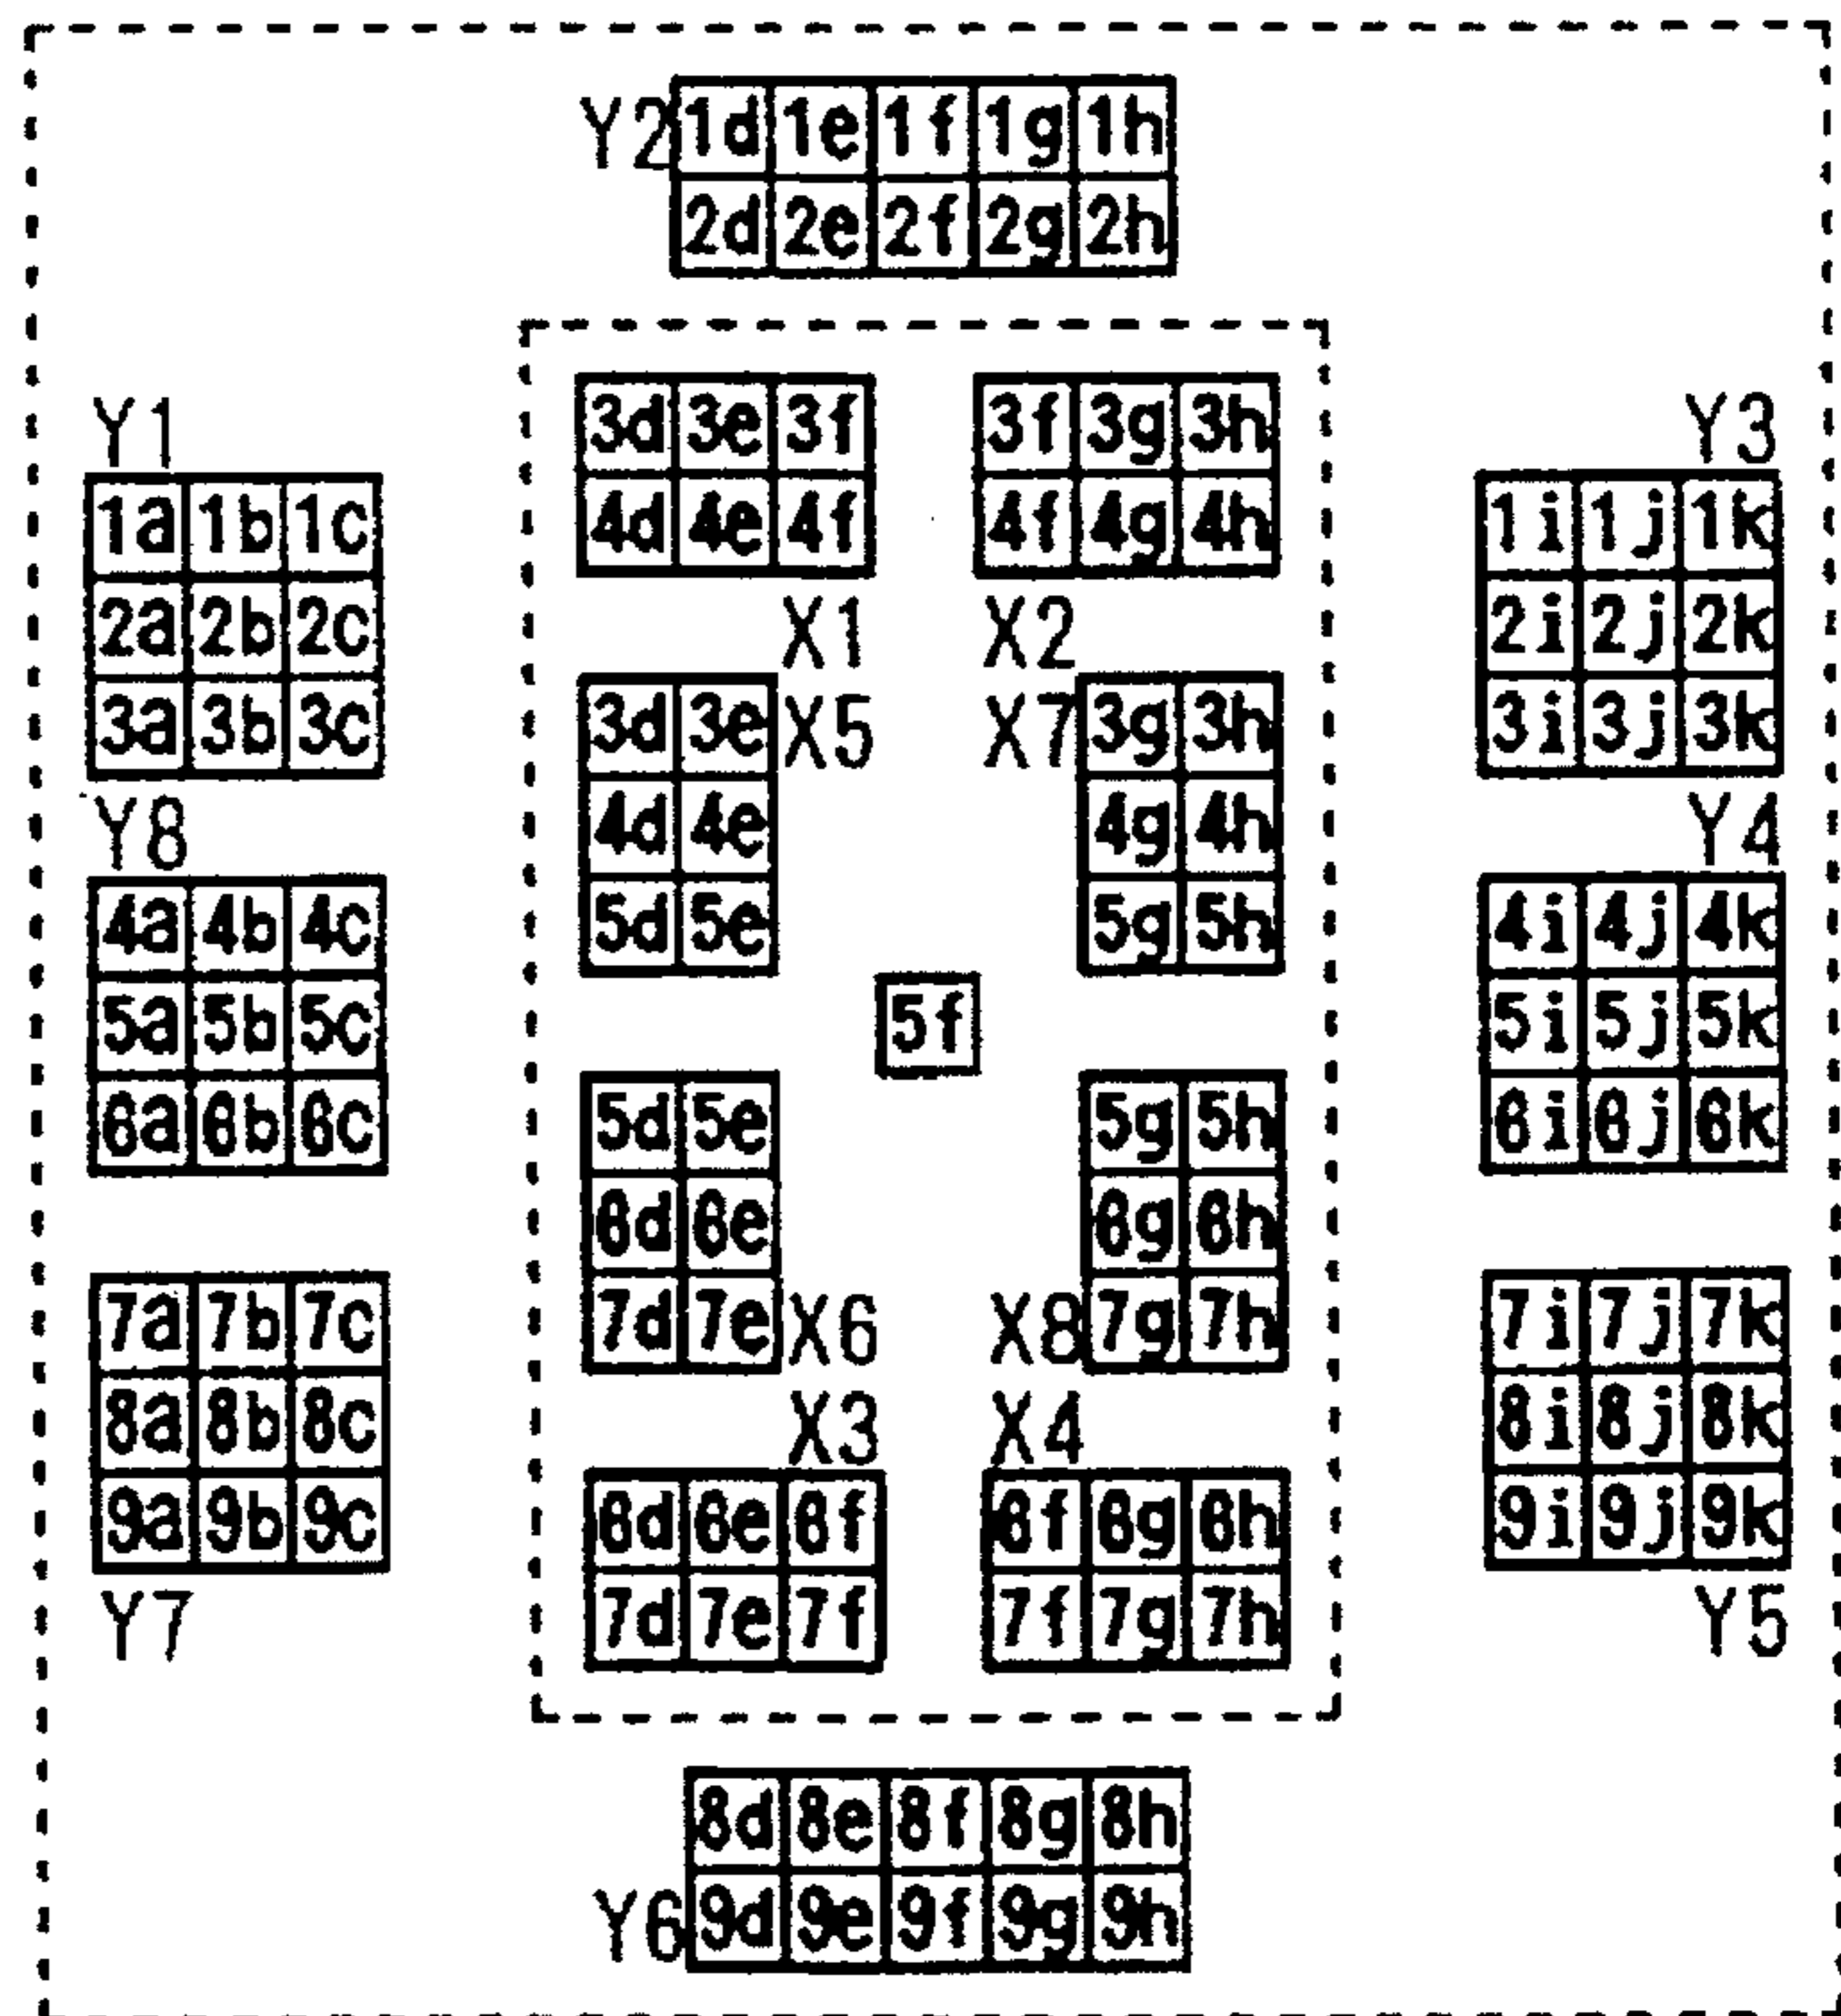 Y2 1d 1e 1f 1g 1h
2d 2e 2f 2g 2h
Y1
1a 1b 1c
2a 2b 2c
3a 3b 3c
Y8
4a 4b 4c
5a 5b 5c
6a 6b 6c
7a 7b 7c
8a 8b 8c
9a 9b 9c
Y7
3d 3e 3f
4d 4e 4f
X1
3f 3g 3h
4f 4g 4h
X2
3d 3e X5
4d 4e
5d 5e
X7 3g 3h
4g 4h
5g 5h
5f
5d 5e
6d 6e
7d 7e X6
5g 5h
6g 6h
X8 7g 7h
X3
6d 6e 6f
7d 7e 7f
X4
6f 6g 6h
7f 7g 7h
Y3
1i 1j 1k
2i 2j 2k
3i 3j 3k
Y4
4i 4j 4k
5i 5j 5k
6i 6j 6k
7i 7j 7k
8i 8j 8k
9i 9j 9k
Y5
8d 8e 8f 8g 8h
Y6 9d 9e 9f 9g 9h